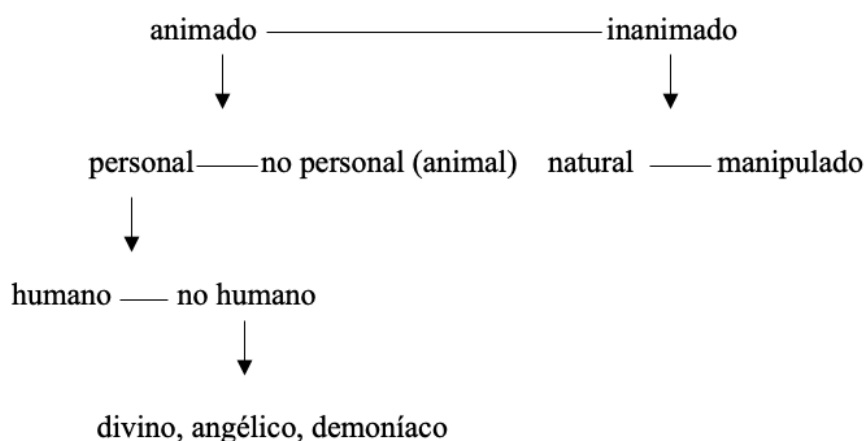 animado inanimado
personal no personal (animal) natural manipulado
humano no humano
divino, angélico, demoníaco